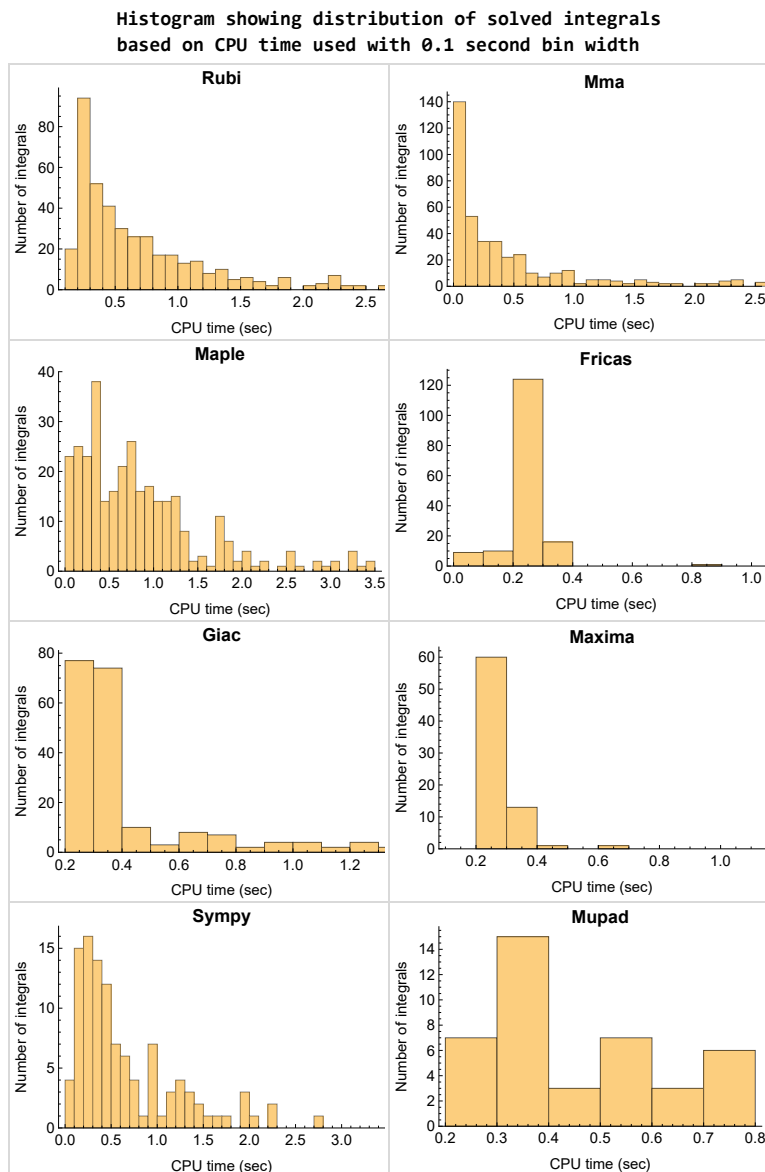 Histogram showing distribution of solved integrals
based on CPU time used with 0.1 second bin width
Rubi
Number of integrals
80
60
40
20
0
0.5 1.0 1.5 2.0 2.5
CPU time (sec)
Mma
Number of integrals
140
120
100
80
60
40
20
0
0.0 0.5 1.0 1.5 2.0 2.5
CPU time (sec)
Maple
Number of integrals
40
30
20
10
0
0.0 0.5 1.0 1.5 2.0 2.5 3.0 3.5
CPU time (sec)
Fricas
Number of integrals
120
100
80
60
40
20
0
0.0 0.2 0.4 0.6 0.8 1.0
CPU time (sec)
Giac
Number of integrals
80
60
40
20
0
0.2 0.4 0.6 0.8 1.0 1.2
CPU time (sec)
Maxima
Number of integrals
60
50
40
30
20
10
0
0.2 0.4 0.6 0.8 1.0
CPU time (sec)
Sympy
Number of integrals
15
10
5
0
0.0 0.5 1.0 1.5 2.0 2.5 3.0
CPU time (sec)
Mupad
Number of integrals
14
12
10
8
6
4
2
0
0.2 0.3 0.4 0.5 0.6 0.7 0.8
CPU time (sec)